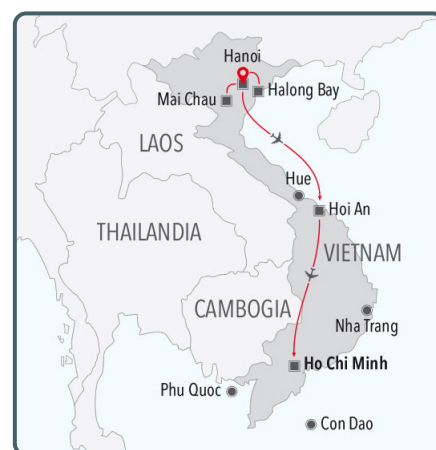 Hanoi
Mai Chau
Halong Bay
LAOS
Hue
Hoi An
THAILANDIA
VIETNAM
CAMBOGIA
Nha Trang
Ho Chi Minh
Phu Quoc
Con Dao